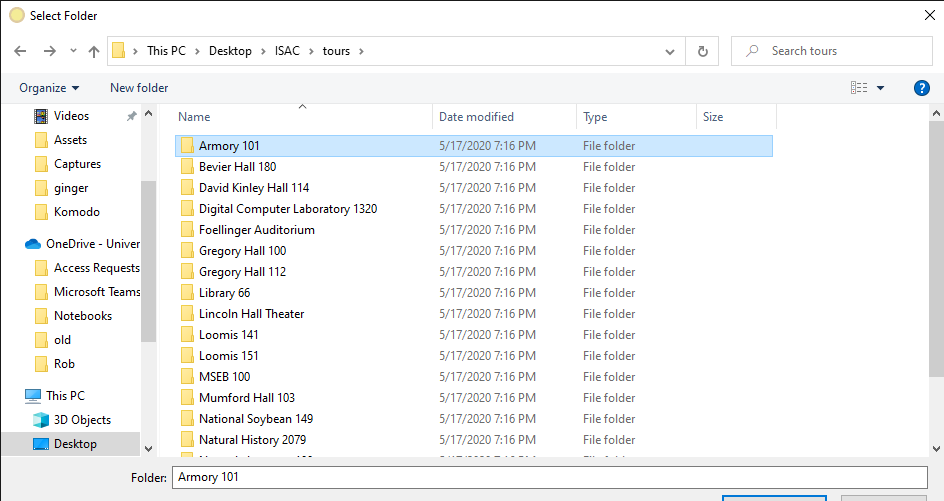 Select Folder
This PC > Desktop > ISAC > tours >
Search tours
Organize
New folder
?
Videos
Assets
Captures
ginger
Komodo
OneDrive - Univer
Access Requests
Microsoft Teams
Notebooks
old
Rob
This PC
3D Objects
Desktop
Name Date modified Type Size
Armory 101 5/17/2020 7:16 PM File folder
Bevier Hall 180 5/17/2020 7:16 PM File folder
David Kinley Hall 114 5/17/2020 7:16 PM File folder
Digital Computer Laboratory 1320 5/17/2020 7:16 PM File folder
Foellinger Auditorium 5/17/2020 7:16 PM File folder
Gregory Hall 100 5/17/2020 7:16 PM File folder
Gregory Hall 112 5/17/2020 7:16 PM File folder
Library 66 5/17/2020 7:16 PM File folder
Lincoln Hall Theater 5/17/2020 7:16 PM File folder
Loomis 141 5/17/2020 7:16 PM File folder
Loomis 151 5/17/2020 7:16 PM File folder
MSEB 100 5/17/2020 7:16 PM File folder
Mumford Hall 103 5/17/2020 7:16 PM File folder
National Soybean 149 5/17/2020 7:16 PM File folder
Natural History 2079 5/17/2020 7:16 PM File folder
Folder: Armory 101